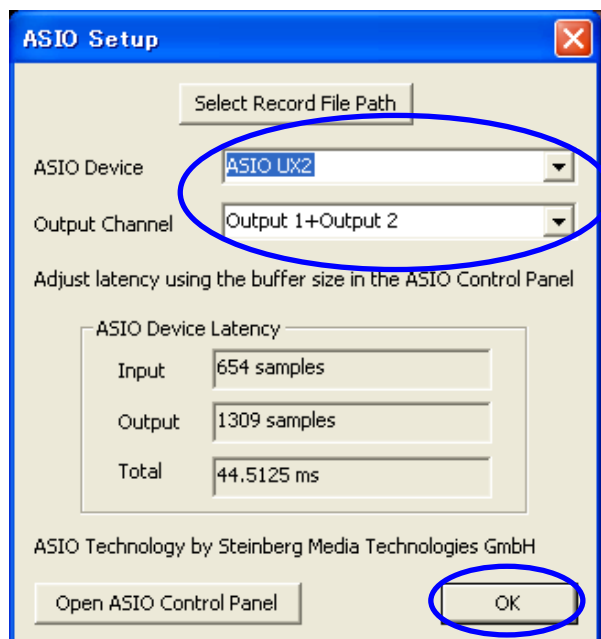 ASIO Setup
Select Record File Path
ASIO Device
ASIO UX2
Output Channel
Output 1+Output 2
Adjust latency using the buffer size in the ASIO Control Panel
ASIO Device Latency
Input
654 samples
Output
1309 samples
Total
44.5125 ms
ASIO Technology by Steinberg Media Technologies GmbH
Open ASIO Control Panel
OK